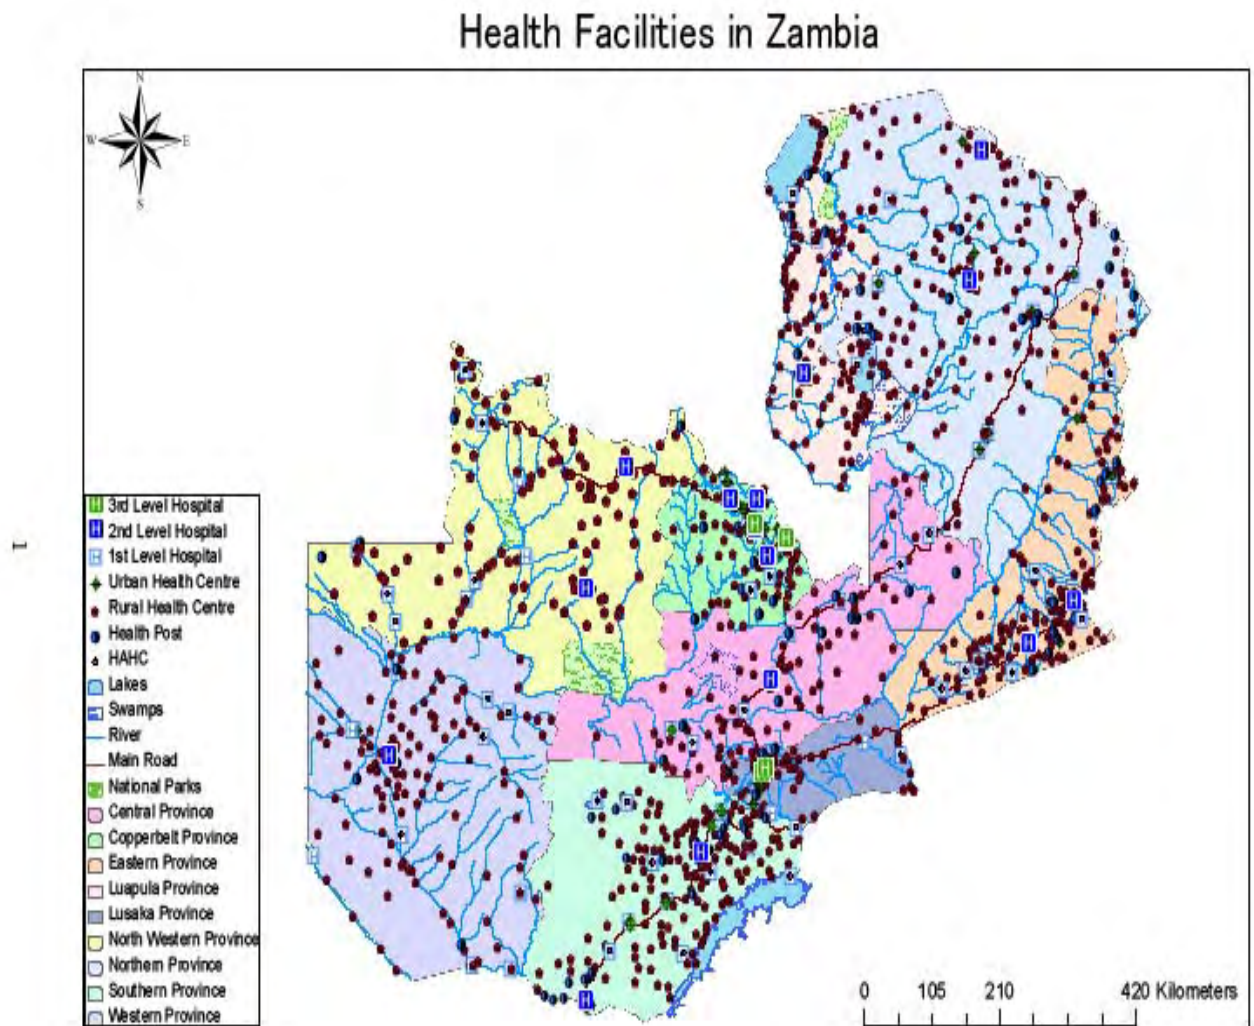 Health Facilities in Zambia
N
W
E
S
3rd Level Hospital
2nd Level Hospital
1st Level Hospital
Urban Health Centre
Rural Health Centre
Health Post
HAHC
Lakes
Swamps
River
Main Road
National Parks
Central Province
Copperbelt Province
Eastern Province
Luapula Province
Lusaka Province
North Western Province
Northern Province
Southern Province
Western Province
0 105 210 420 Kilometers
1